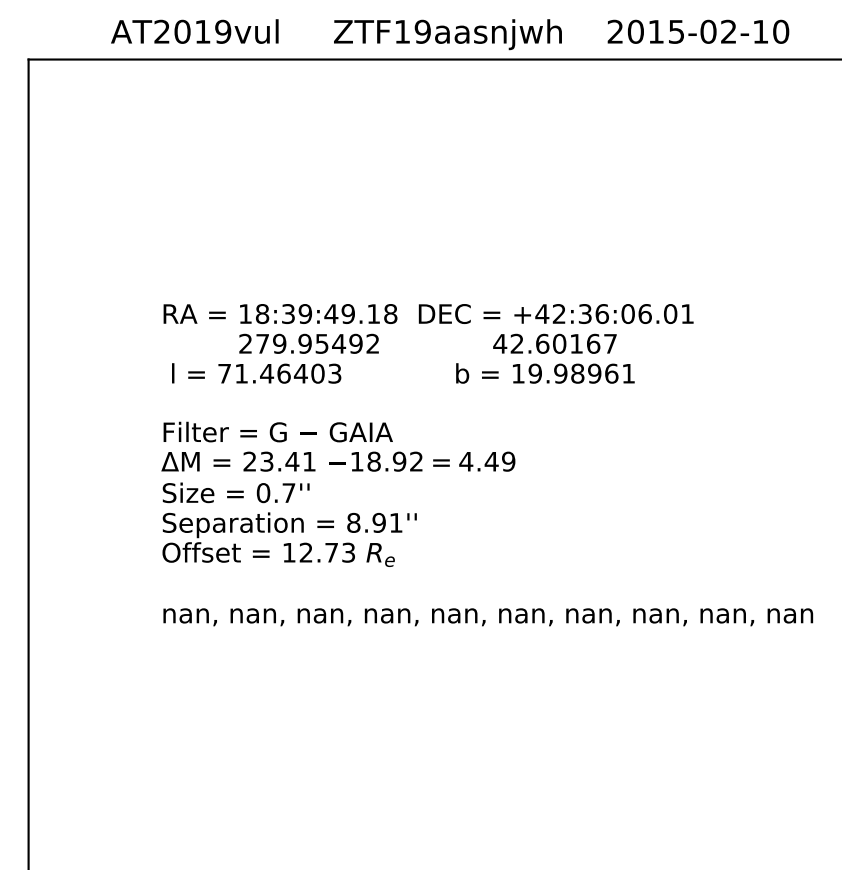 AT2019vul ZTF19aasnjwh 2015-02-10
RA = 18:39:49.18 DEC = +42:36:06.01
279.95492 42.60167
l = 71.46403 b = 19.98961
Filter = G − GAIA
ΔM = 23.41 −18.92 = 4.49
Size = 0.7''
Separation = 8.91''
Offset = 12.73 Rₑ
nan, nan, nan, nan, nan, nan, nan, nan, nan, nan